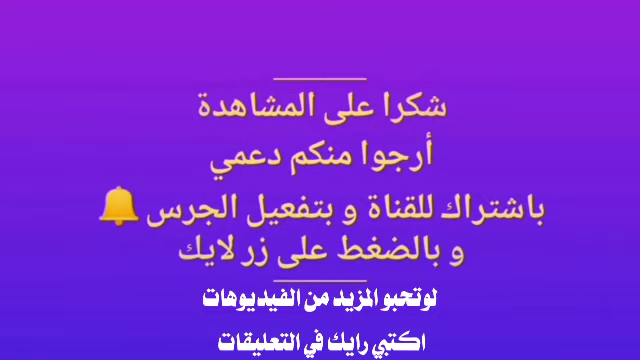 شكرا على المشاهدة
أرجوا منكم دعمي
باشتراك للقناة و بتفعيل الجرس 🔔
و بالضغط على زر لايك
لوتحبو المزيد من الفيديوهات
اكتبي رايك في التعليقات